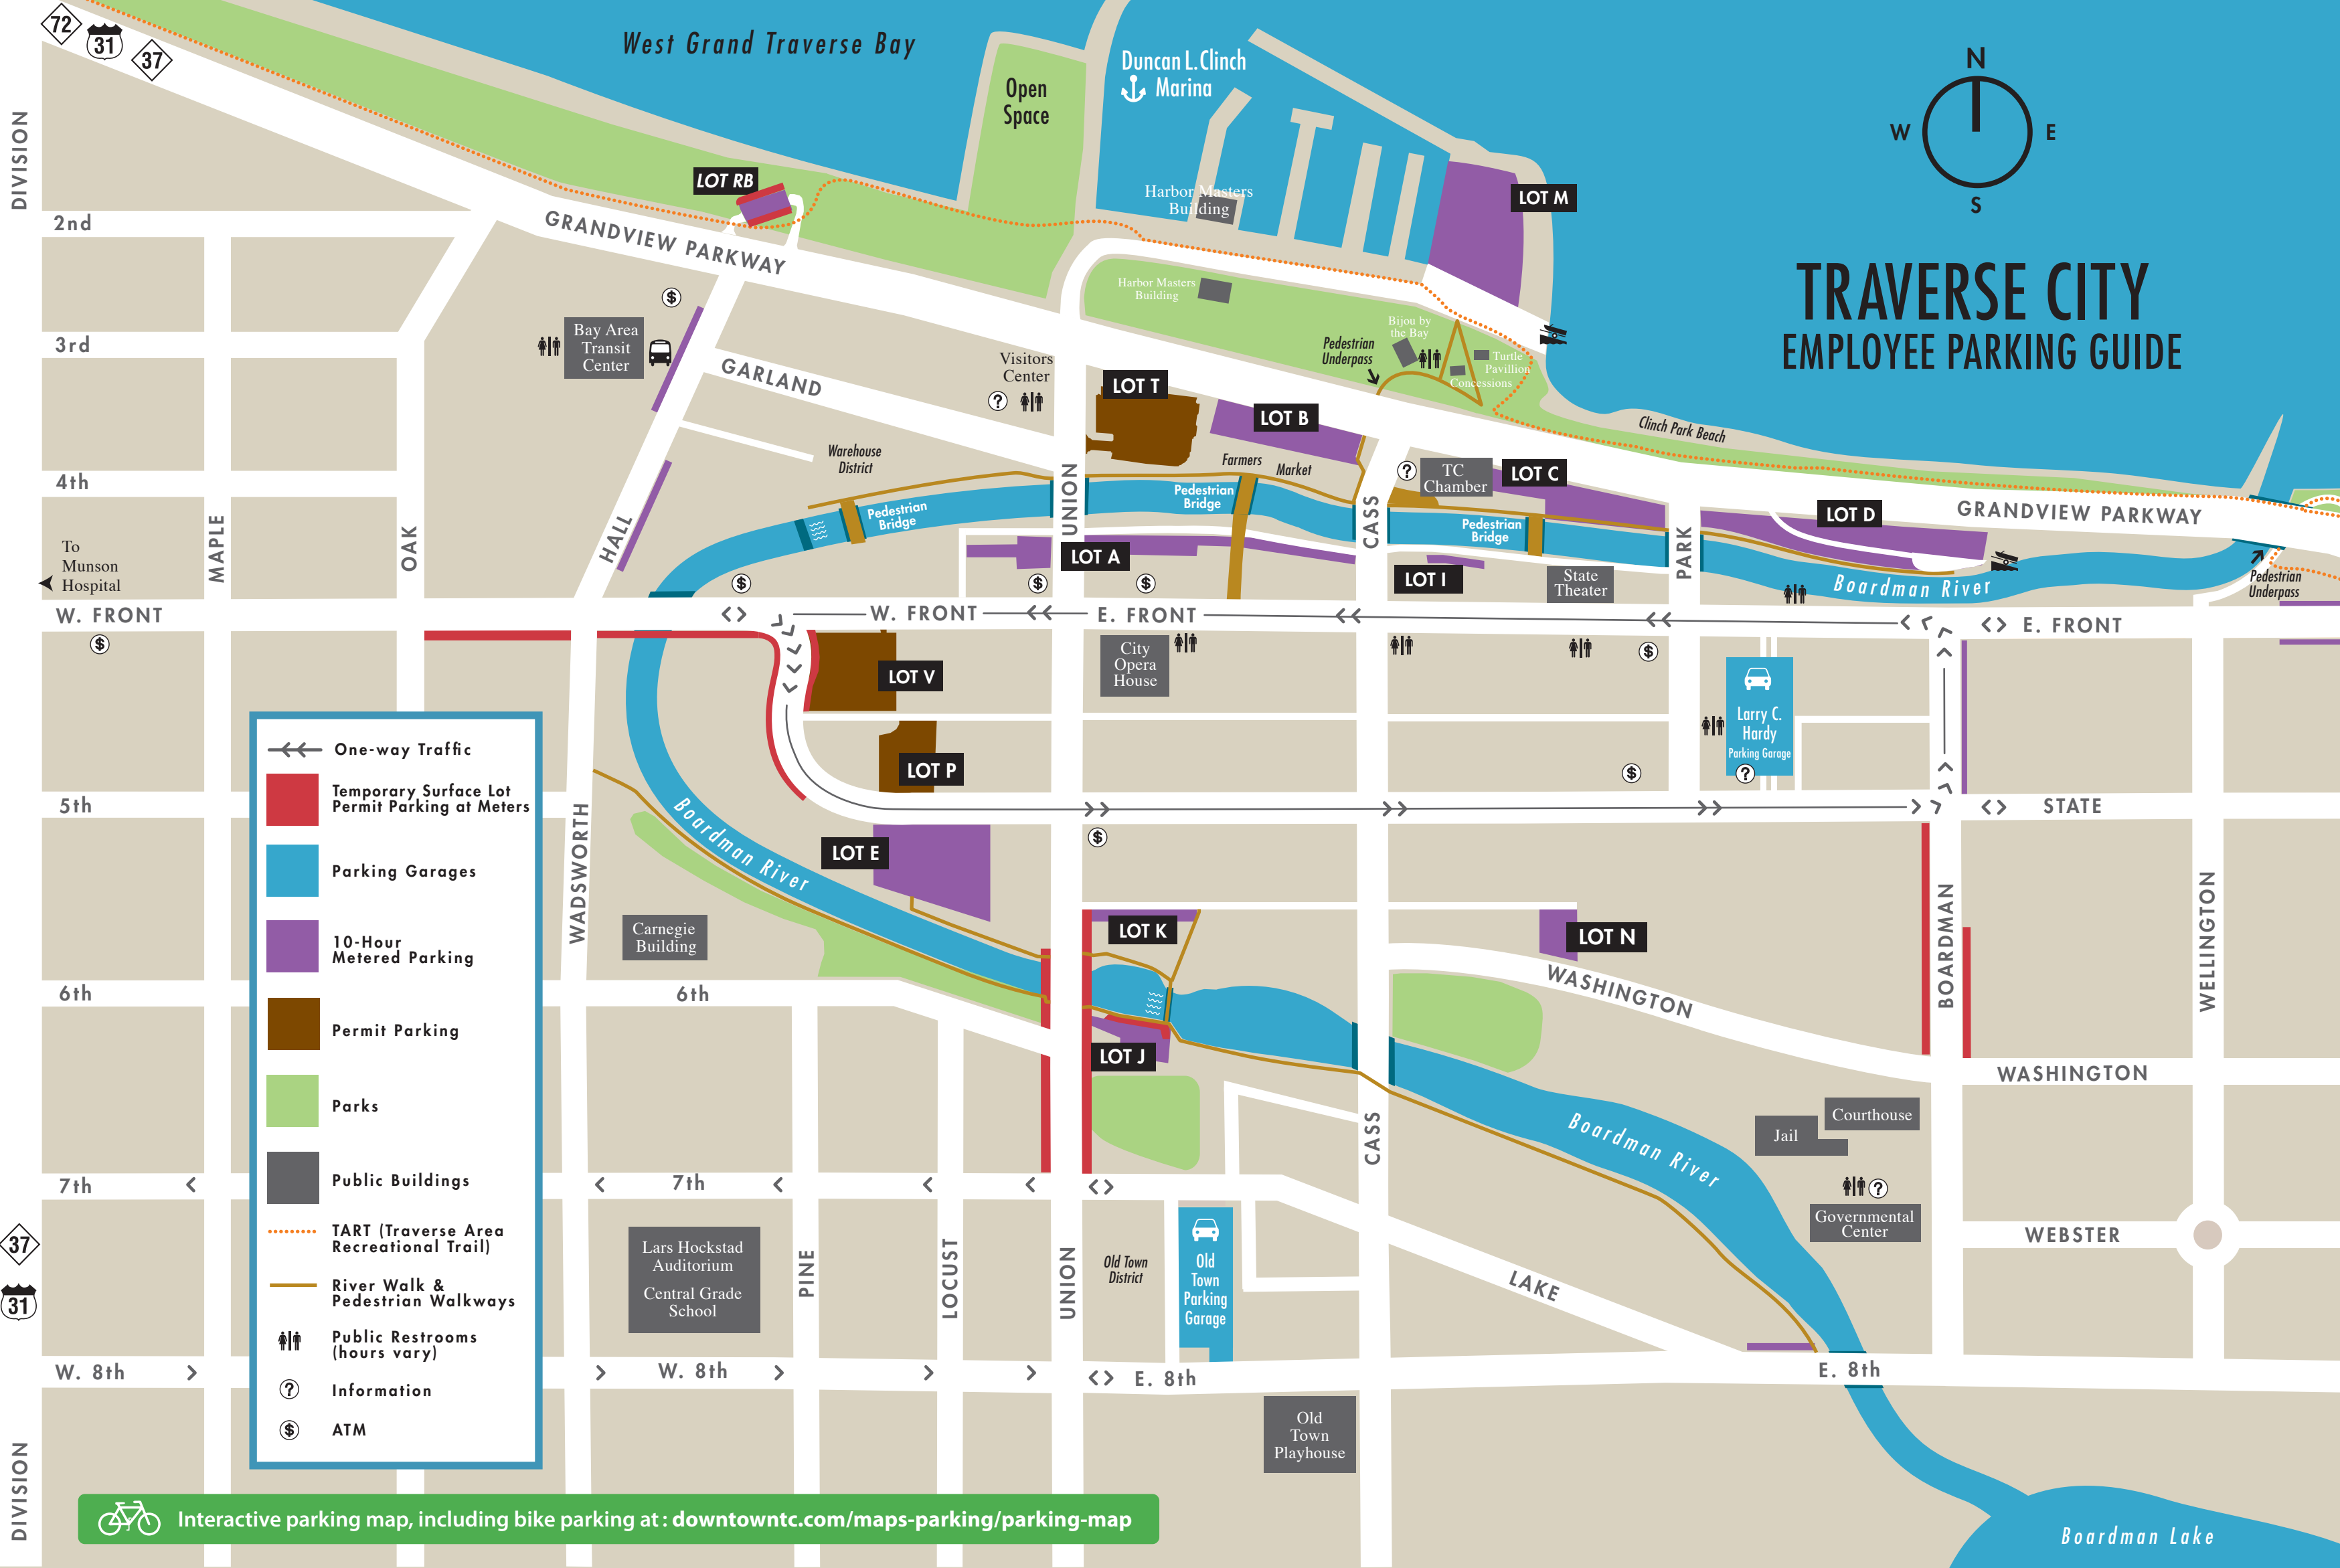 72
31
37
West Grand Traverse Bay
Open
Space
Duncan L. Clinch
Marina
N
W
E
S
TRAVERSE CITY
EMPLOYEE PARKING GUIDE
DIVISION
LOT RB
Harbor Masters
Building
LOT M
2nd
GRANDVIEW PARKWAY
Harbor Masters
Building
Bay Area
Transit
Center
$
3rd
GARLAND
Visitors
Center
?
LOT T
LOT B
Pedestrian
Underpass
Bijou by
the Bay
Turtle
Pavillion
Concessions
Clinch Park Beach
Warehouse
District
Farmers
Market
?
TC
Chamber
LOT C
LOT D
GRANDVIEW PARKWAY
4th
MAPLE
OAK
HALL
Pedestrian
Bridge
UNION
Pedestrian
Bridge
CASS
Pedestrian
Bridge
PARK
To
Munson
Hospital
LOT A
LOT I
State
Theater
Boardman River
Pedestrian
Underpass
$
$
$
W. FRONT
W. FRONT
E. FRONT
E. FRONT
$
City
Opera
House
$
LOT V
Larry C.
Hardy
Parking Garage
?
LOT P
$
5th
STATE
WADSWORTH
Boardman River
LOT E
$
BOARDMAN
WELLINGTON
Carnegie
Building
LOT K
LOT N
WASHINGTON
6th
6th
LOT J
WASHINGTON
CASS
Boardman River
Courthouse
Jail
?
Governmental
Center
7th
7th
WEBSTER
37
31
Lars Hockstad
Auditorium
Central Grade
School
PINE
LOCUST
UNION
Old Town
District
Old
Town
Parking
Garage
LAKE
W. 8th
W. 8th
E. 8th
E. 8th
Old
Town
Playhouse
DIVISION
Boardman Lake
One-way Traffic
Temporary Surface Lot
Permit Parking at Meters
Parking Garages
10-Hour
Metered Parking
Permit Parking
Parks
Public Buildings
TART (Traverse Area
Recreational Trail)
River Walk &
Pedestrian Walkways
Public Restrooms
(hours vary)
? Information
$ ATM
Interactive parking map, including bike parking at : downtowntc.com/maps-parking/parking-map